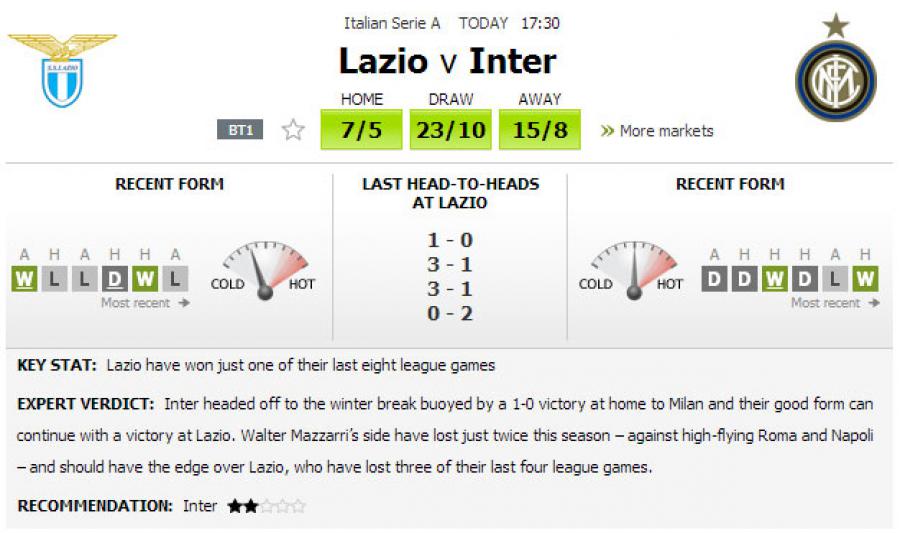 Italian Serie A TODAY 17:30
Lazio v Inter
HOME DRAW AWAY
BT1 7/5 23/10 15/8 More markets
S.S.LAZIO
RECENT FORM
A H A H H A
W L L D W L
Most recent
COLD HOT
LAST HEAD-TO-HEADS
AT LAZIO
1 - 0
3 - 1
3 - 1
0 - 2
RECENT FORM
COLD HOT
A H H H A H
D D W D L W
Most recent
KEY STAT: Lazio have won just one of their last eight league games
EXPERT VERDICT: Inter headed off to the winter break buoyed by a 1-0 victory at home to Milan and their good form can
continue with a victory at Lazio. Walter Mazzarri's side have lost just twice this season – against high-flying Roma and Napoli
– and should have the edge over Lazio, who have lost three of their last four league games.
RECOMMENDATION: Inter